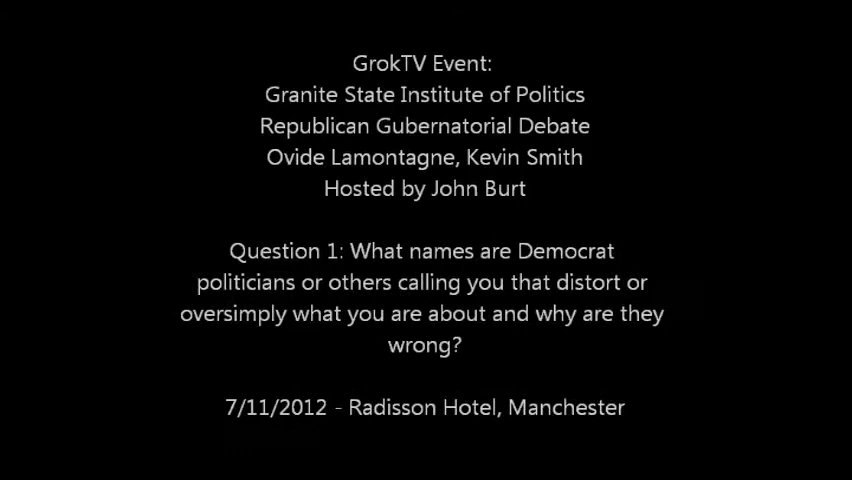 GrokTV Event:
Granite State Institute of Politics
Republican Gubernatorial Debate
Ovide Lamontagne, Kevin Smith
Hosted by John Burt
Question 1: What names are Democrat
politicians or others calling you that distort or
oversimply what you are about and why are they
wrong?
7/11/2012 - Radisson Hotel, Manchester